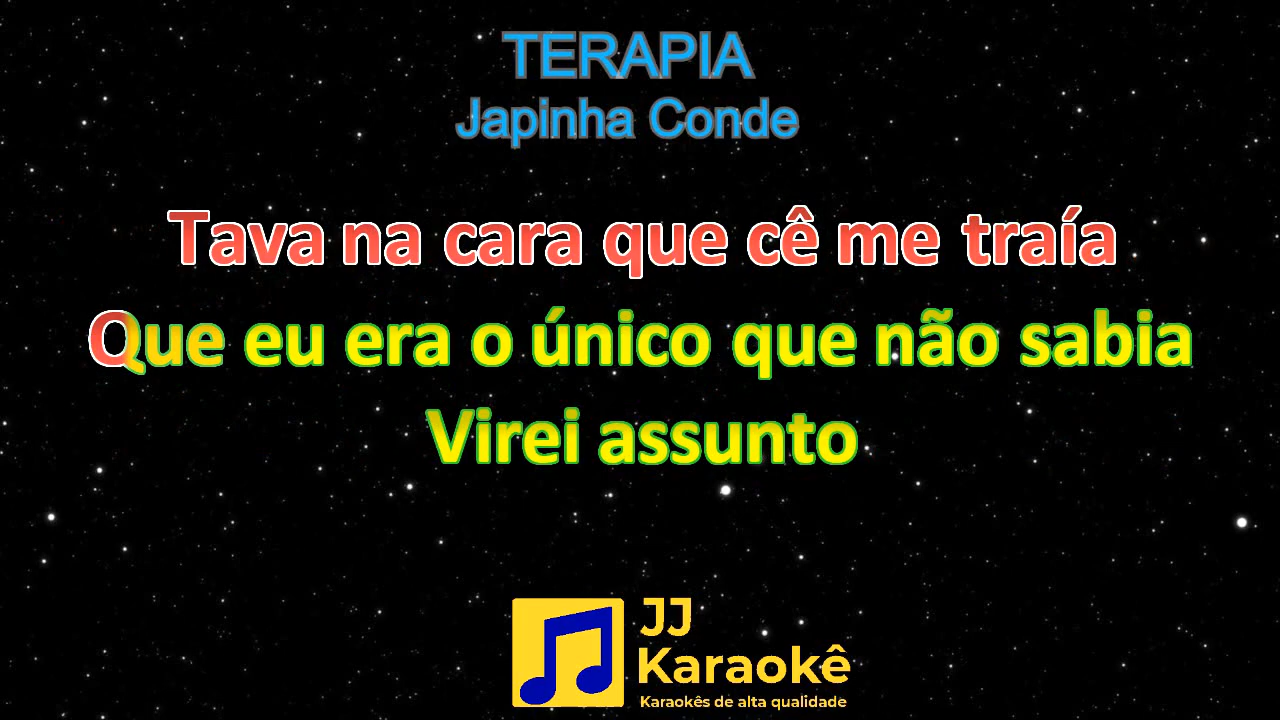 TERAPIA
Japinha Conde
Tava na cara que cê me traía
Que eu era o único que não sabia
Virei assunto
JJ
Karaokê
Karaokês de alta qualidade